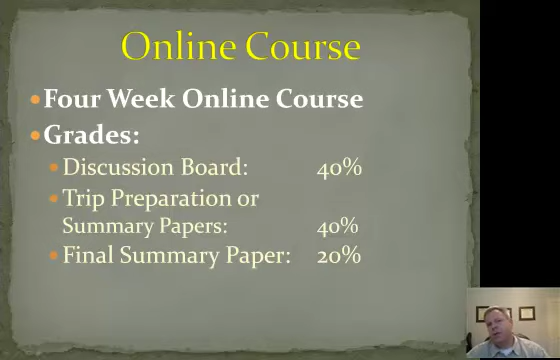 Online Course
Four Week Online Course
Grades:
Discussion Board: 40%
Trip Preparation or
Summary Papers: 40%
Final Summary Paper: 20%